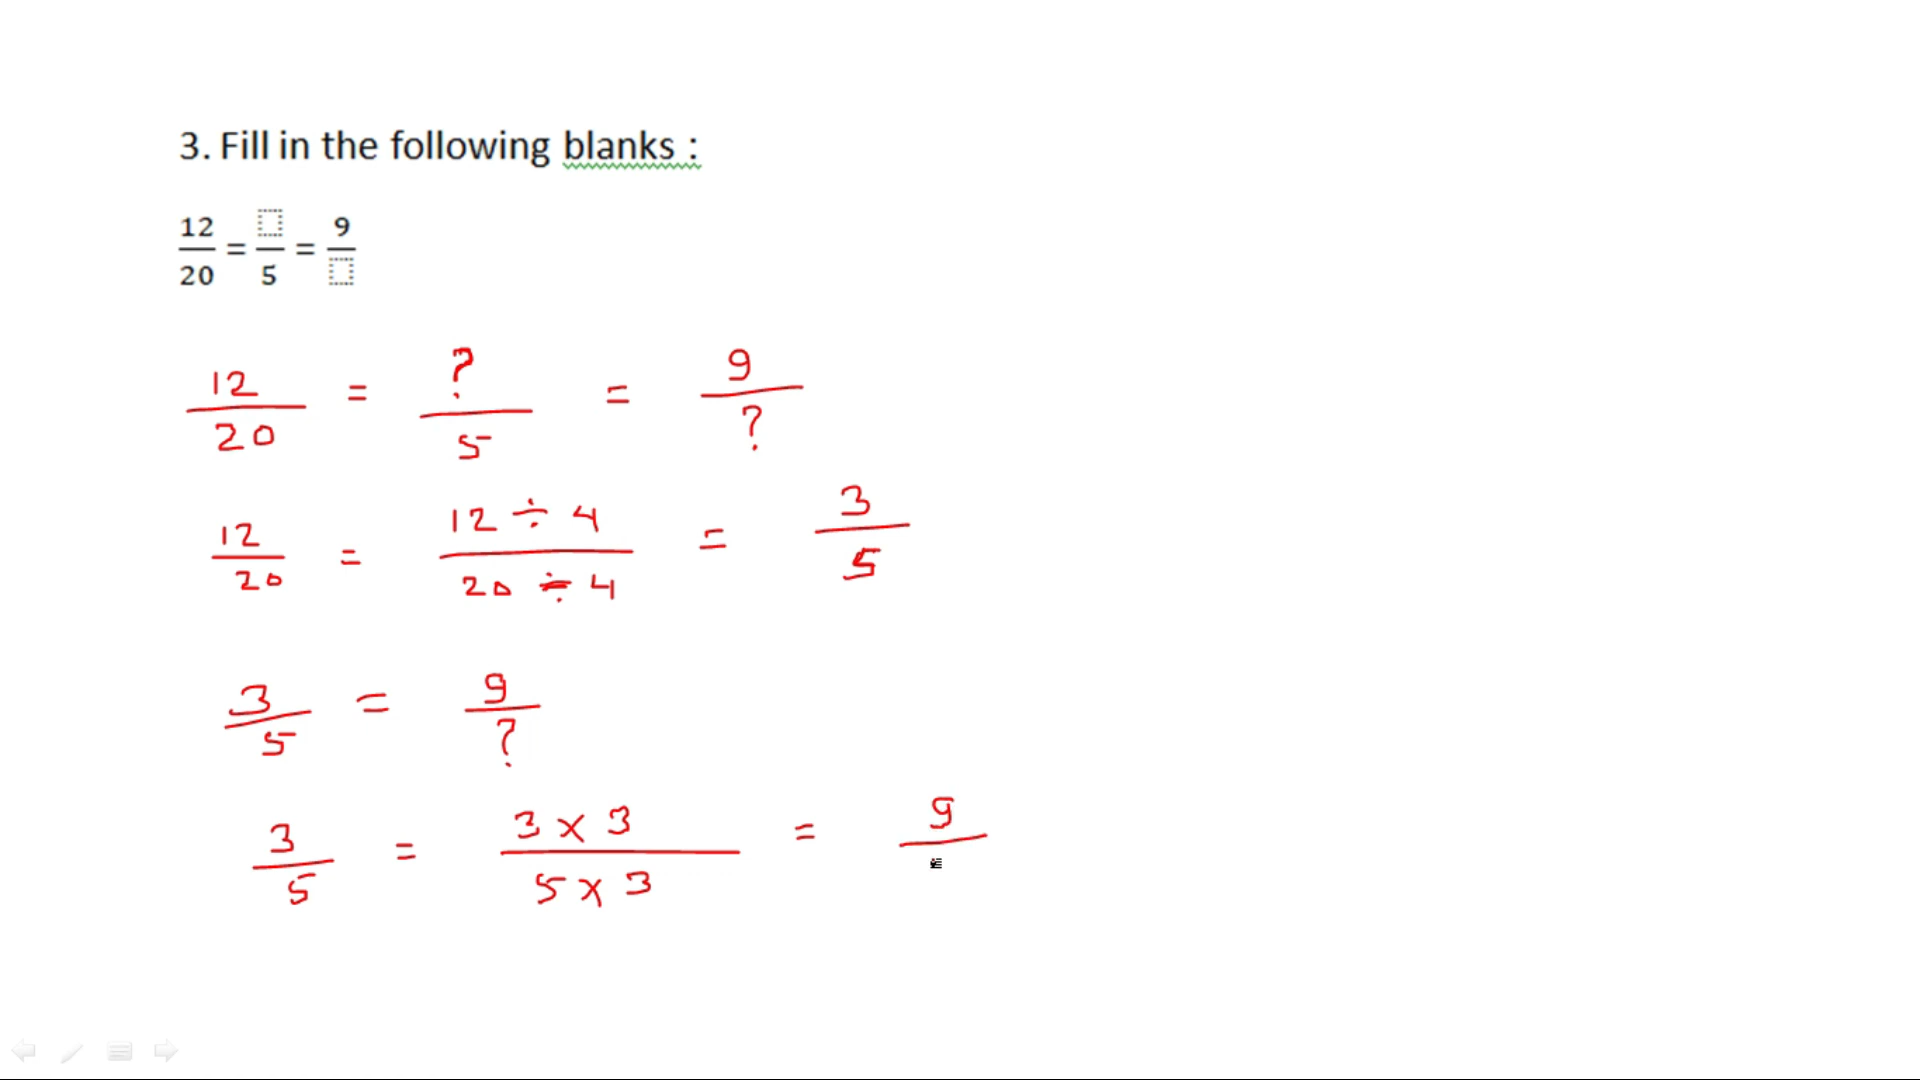 3. Fill in the following blanks :
12/20 = ⬚/5 = 9/⬚
12/20 = ?/5 = 9/?
12/20 = 12 ÷ 4/20 ÷ 4 = 3/5
3/5 = 9/?
3/5 = 3 x 3/5 x 3 = 9/